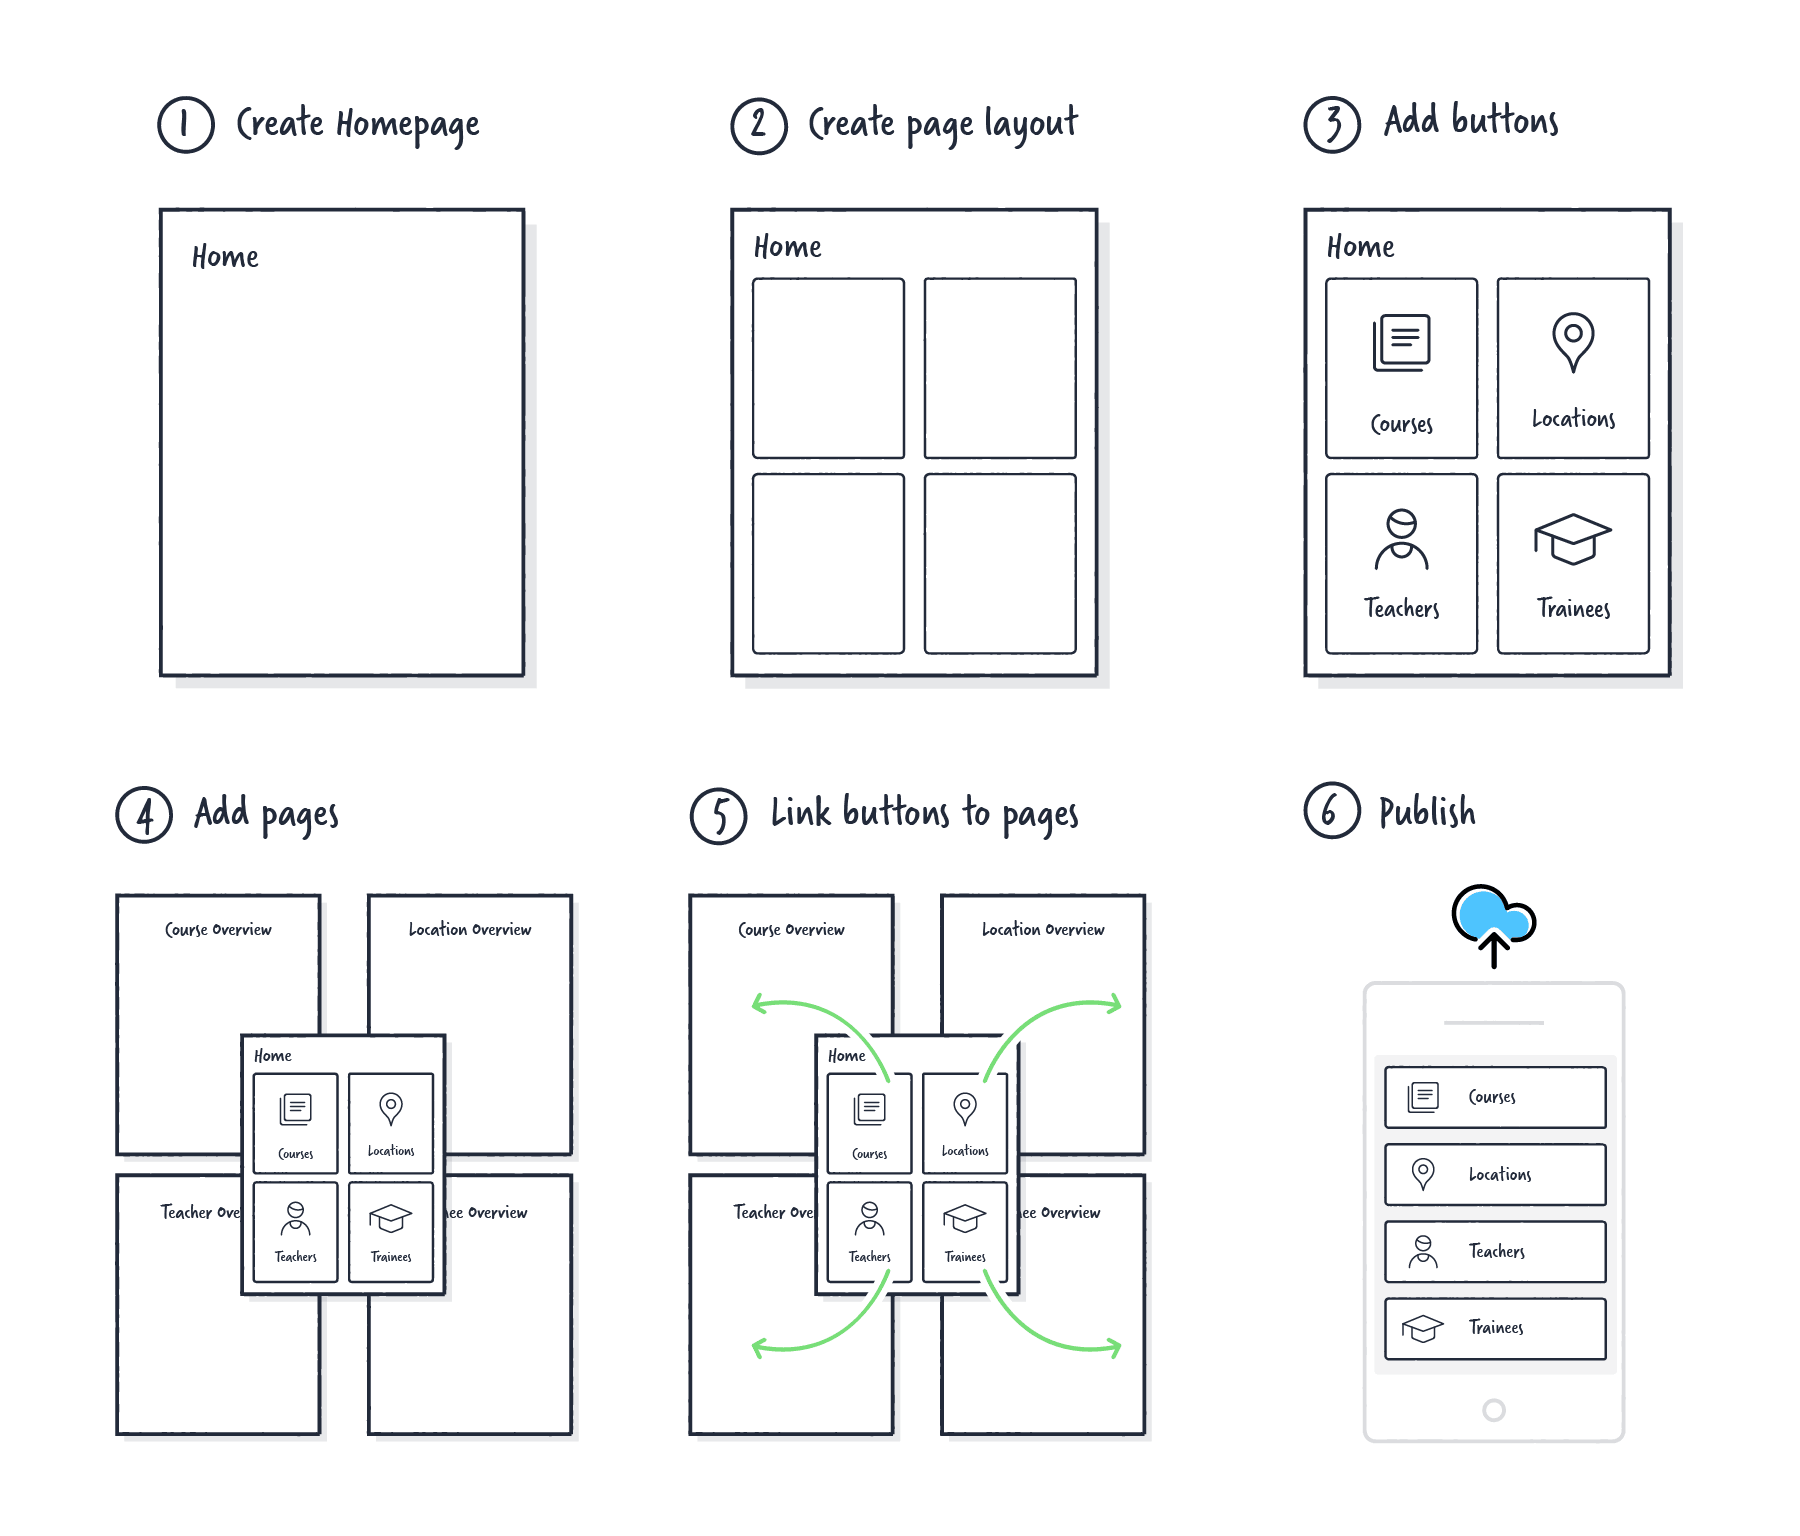 1 Create Homepage
Home
2 Create page layout
Home
3 Add buttons
Home
Courses
Locations
Teachers
Trainees
4 Add pages
Course Overview
Location Overview
Home
Courses
Locations
Teacher Ove
ee Overview
Teachers
Trainees
5 Link buttons to pages
Course Overview
Location Overview
Home
Courses
Locations
Teacher Ove
ee Overview
Teachers
Trainees
6 Publish
Courses
Locations
Teachers
Trainees